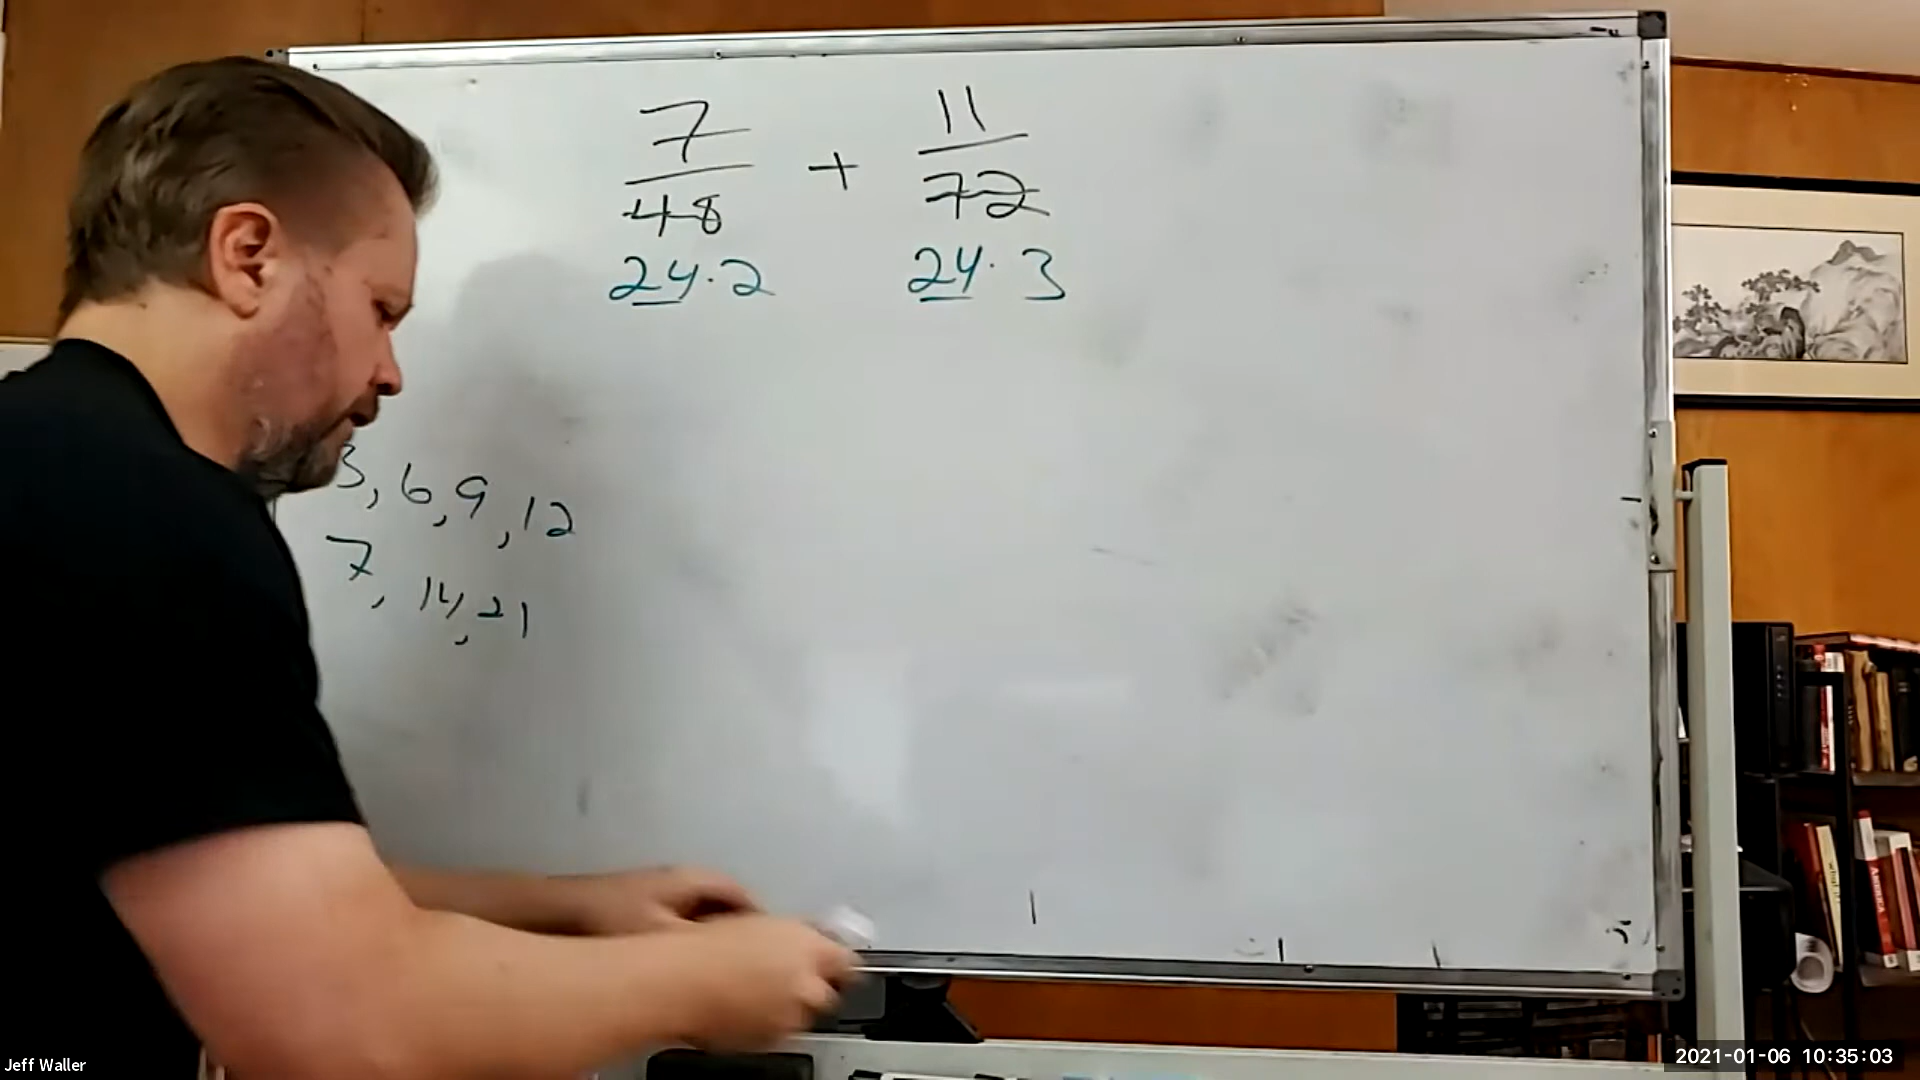 7/48 + 11/72
24·2 24·3
3, 6, 9, 12
7, 14, 21
Jeff Waller
2021-01-06 10:35:03